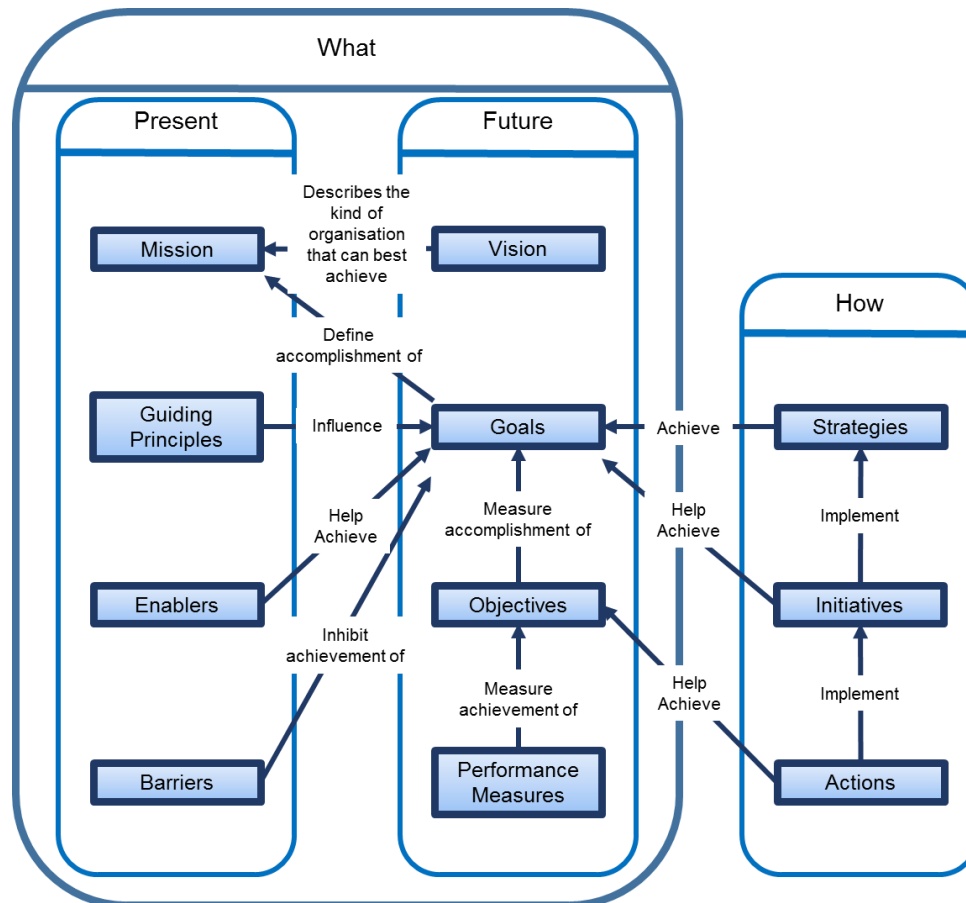 What
Present
Future
Describes the
kind of
organisation
that can best
achieve
Mission
Vision
How
Define
accomplishment of
Guiding
Principles
Influence
Goals
Achieve
Strategies
Help
Achieve
Measure
accomplishment of
Help
Achieve
Implement
Enablers
Objectives
Initiatives
Inhibit
achievement of
Measure
achievement of
Help
Achieve
Implement
Barriers
Performance
Measures
Actions